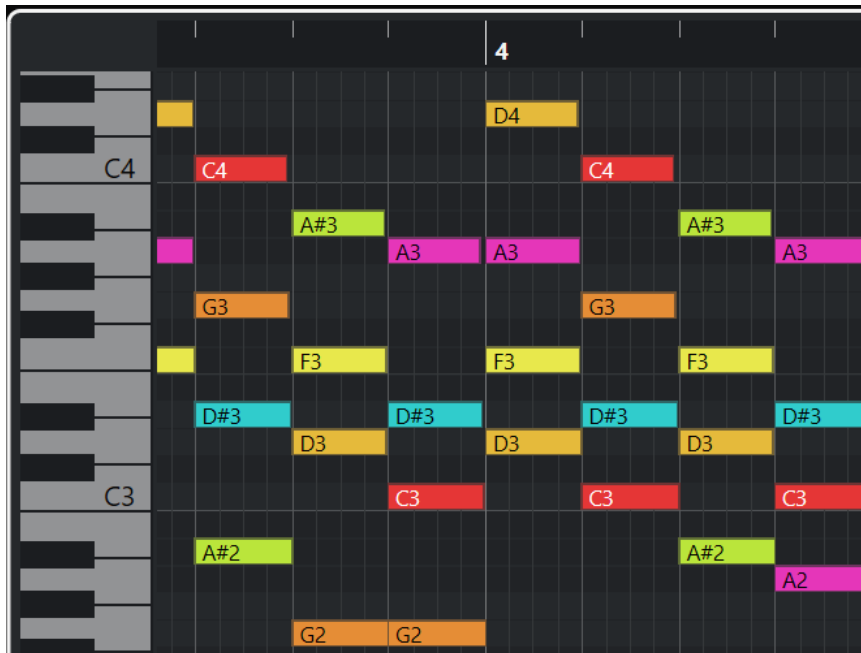 4
D4
C4 C4 C4
A#3 A#3
A3 A3 A3
G3 G3
F3 F3 F3
D#3 D#3 D#3 D#3
D3 D3 D3
C3 C3 C3 C3
A#2 A#2
A2
G2 G2